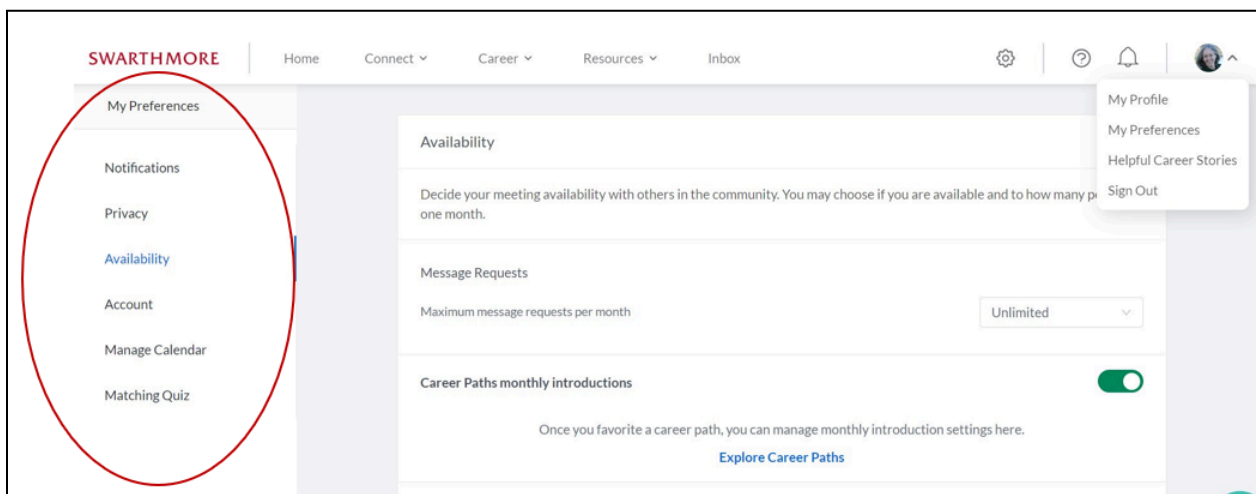 SWARTHMORE
Home
Connect
Career
Resources
Inbox
My Profile
My Preferences
Helpful Career Stories
Sign Out
My Preferences
Notifications
Privacy
Availability
Account
Manage Calendar
Matching Quiz
Availability
Decide your meeting availability with others in the community. You may choose if you are available and to how many
one month.
Message Requests
Maximum message requests per month
Unlimited
Career Paths monthly introductions
Once you favorite a career path, you can manage monthly introduction settings here.
Explore Career Paths